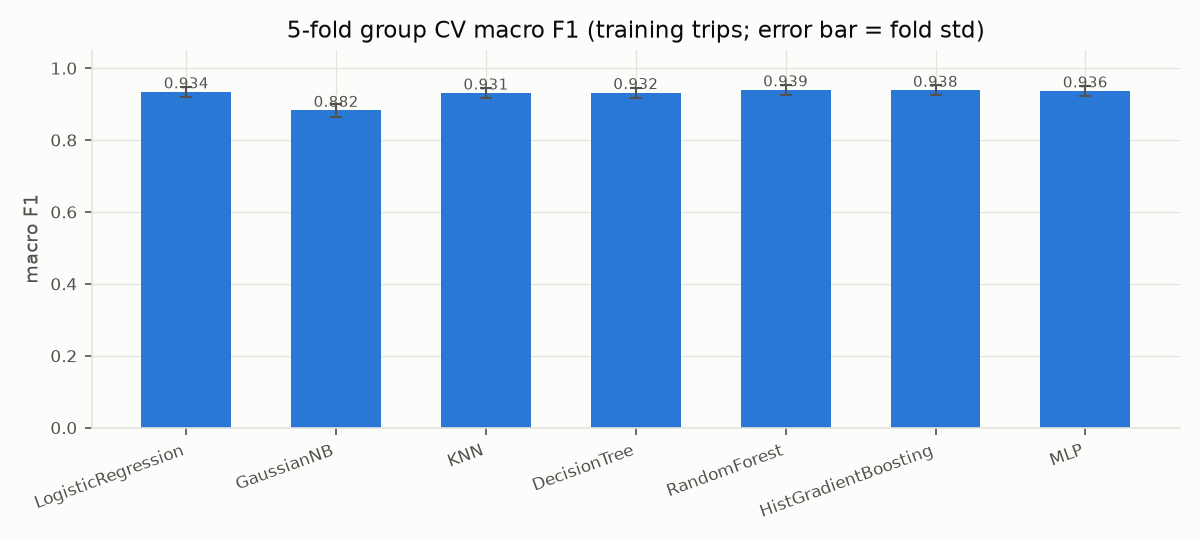 5-fold group CV macro F1 (training trips; error bar = fold std)
macro F1
1.0
0.8
0.6
0.4
0.2
0.0
0.934
0.882
0.931
0.932
0.939
0.938
0.936
LogisticRegression
GaussianNB
KNN
DecisionTree
RandomForest
HistGradientBoosting
MLP